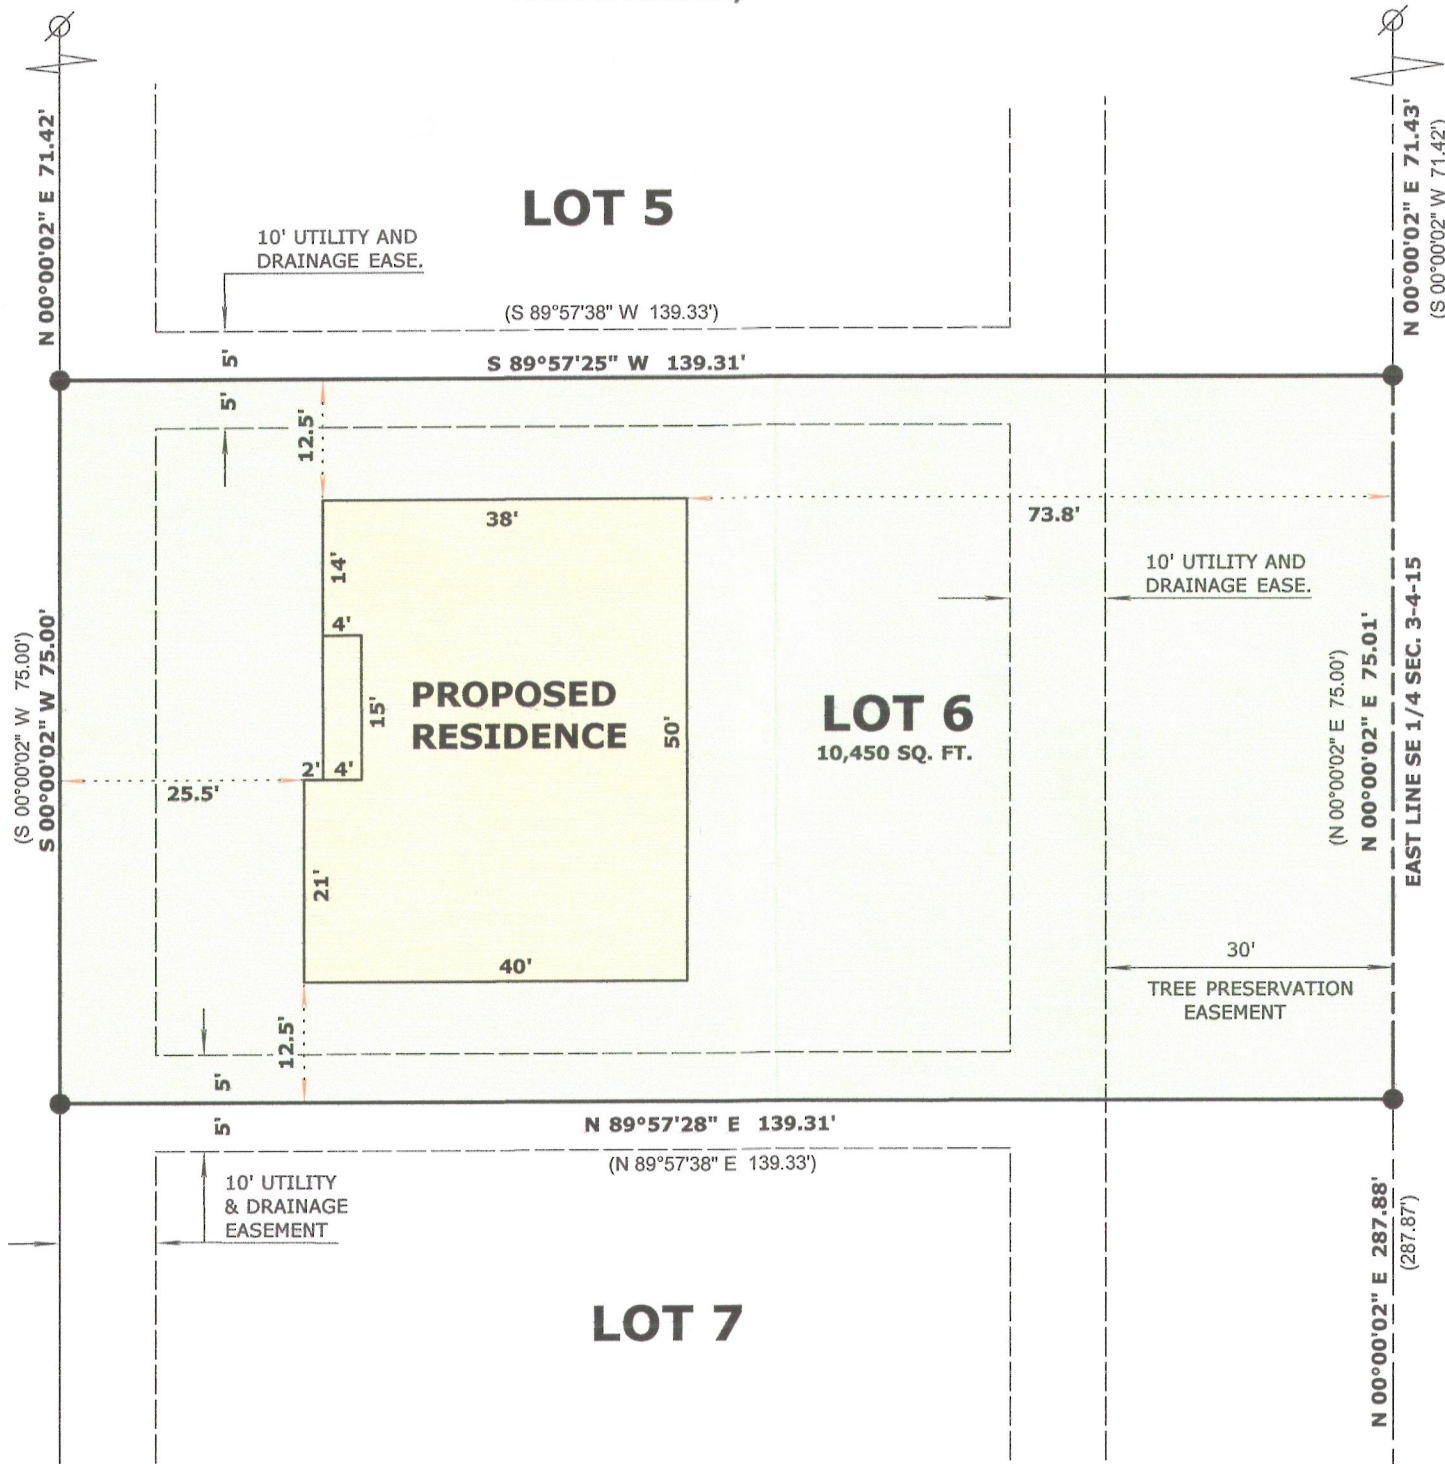 N 00°00'02" E 71.42'
N 00°00'02" E 71.43'
(S 00°00'02" W 71.42')
LOT 5
10' UTILITY AND
DRAINAGE EASE.
(S 89°57'38" W 139.33')
5'
S 89°57'25" W 139.31'
5'
12.5'
38'
73.8'
14'
10' UTILITY AND
DRAINAGE EASE.
4'
(S 00°00'02" W 75.00')
S 00°00'02" W 75.00'
PROPOSED
RESIDENCE
15'
50'
LOT 6
10,450 SQ. FT.
(N 00°00'02" E 75.00')
N 00°00'02" E 75.01'
EAST LINE SE 1/4 SEC. 3-4-15
2'
4'
25.5'
21'
40'
30'
TREE PRESERVATION
EASEMENT
12.5'
5'
5'
N 89°57'28" E 139.31'
(N 89°57'38" E 139.33')
10' UTILITY
& DRAINAGE
EASEMENT
N 00°00'02" E 287.88'
(287.87')
LOT 7